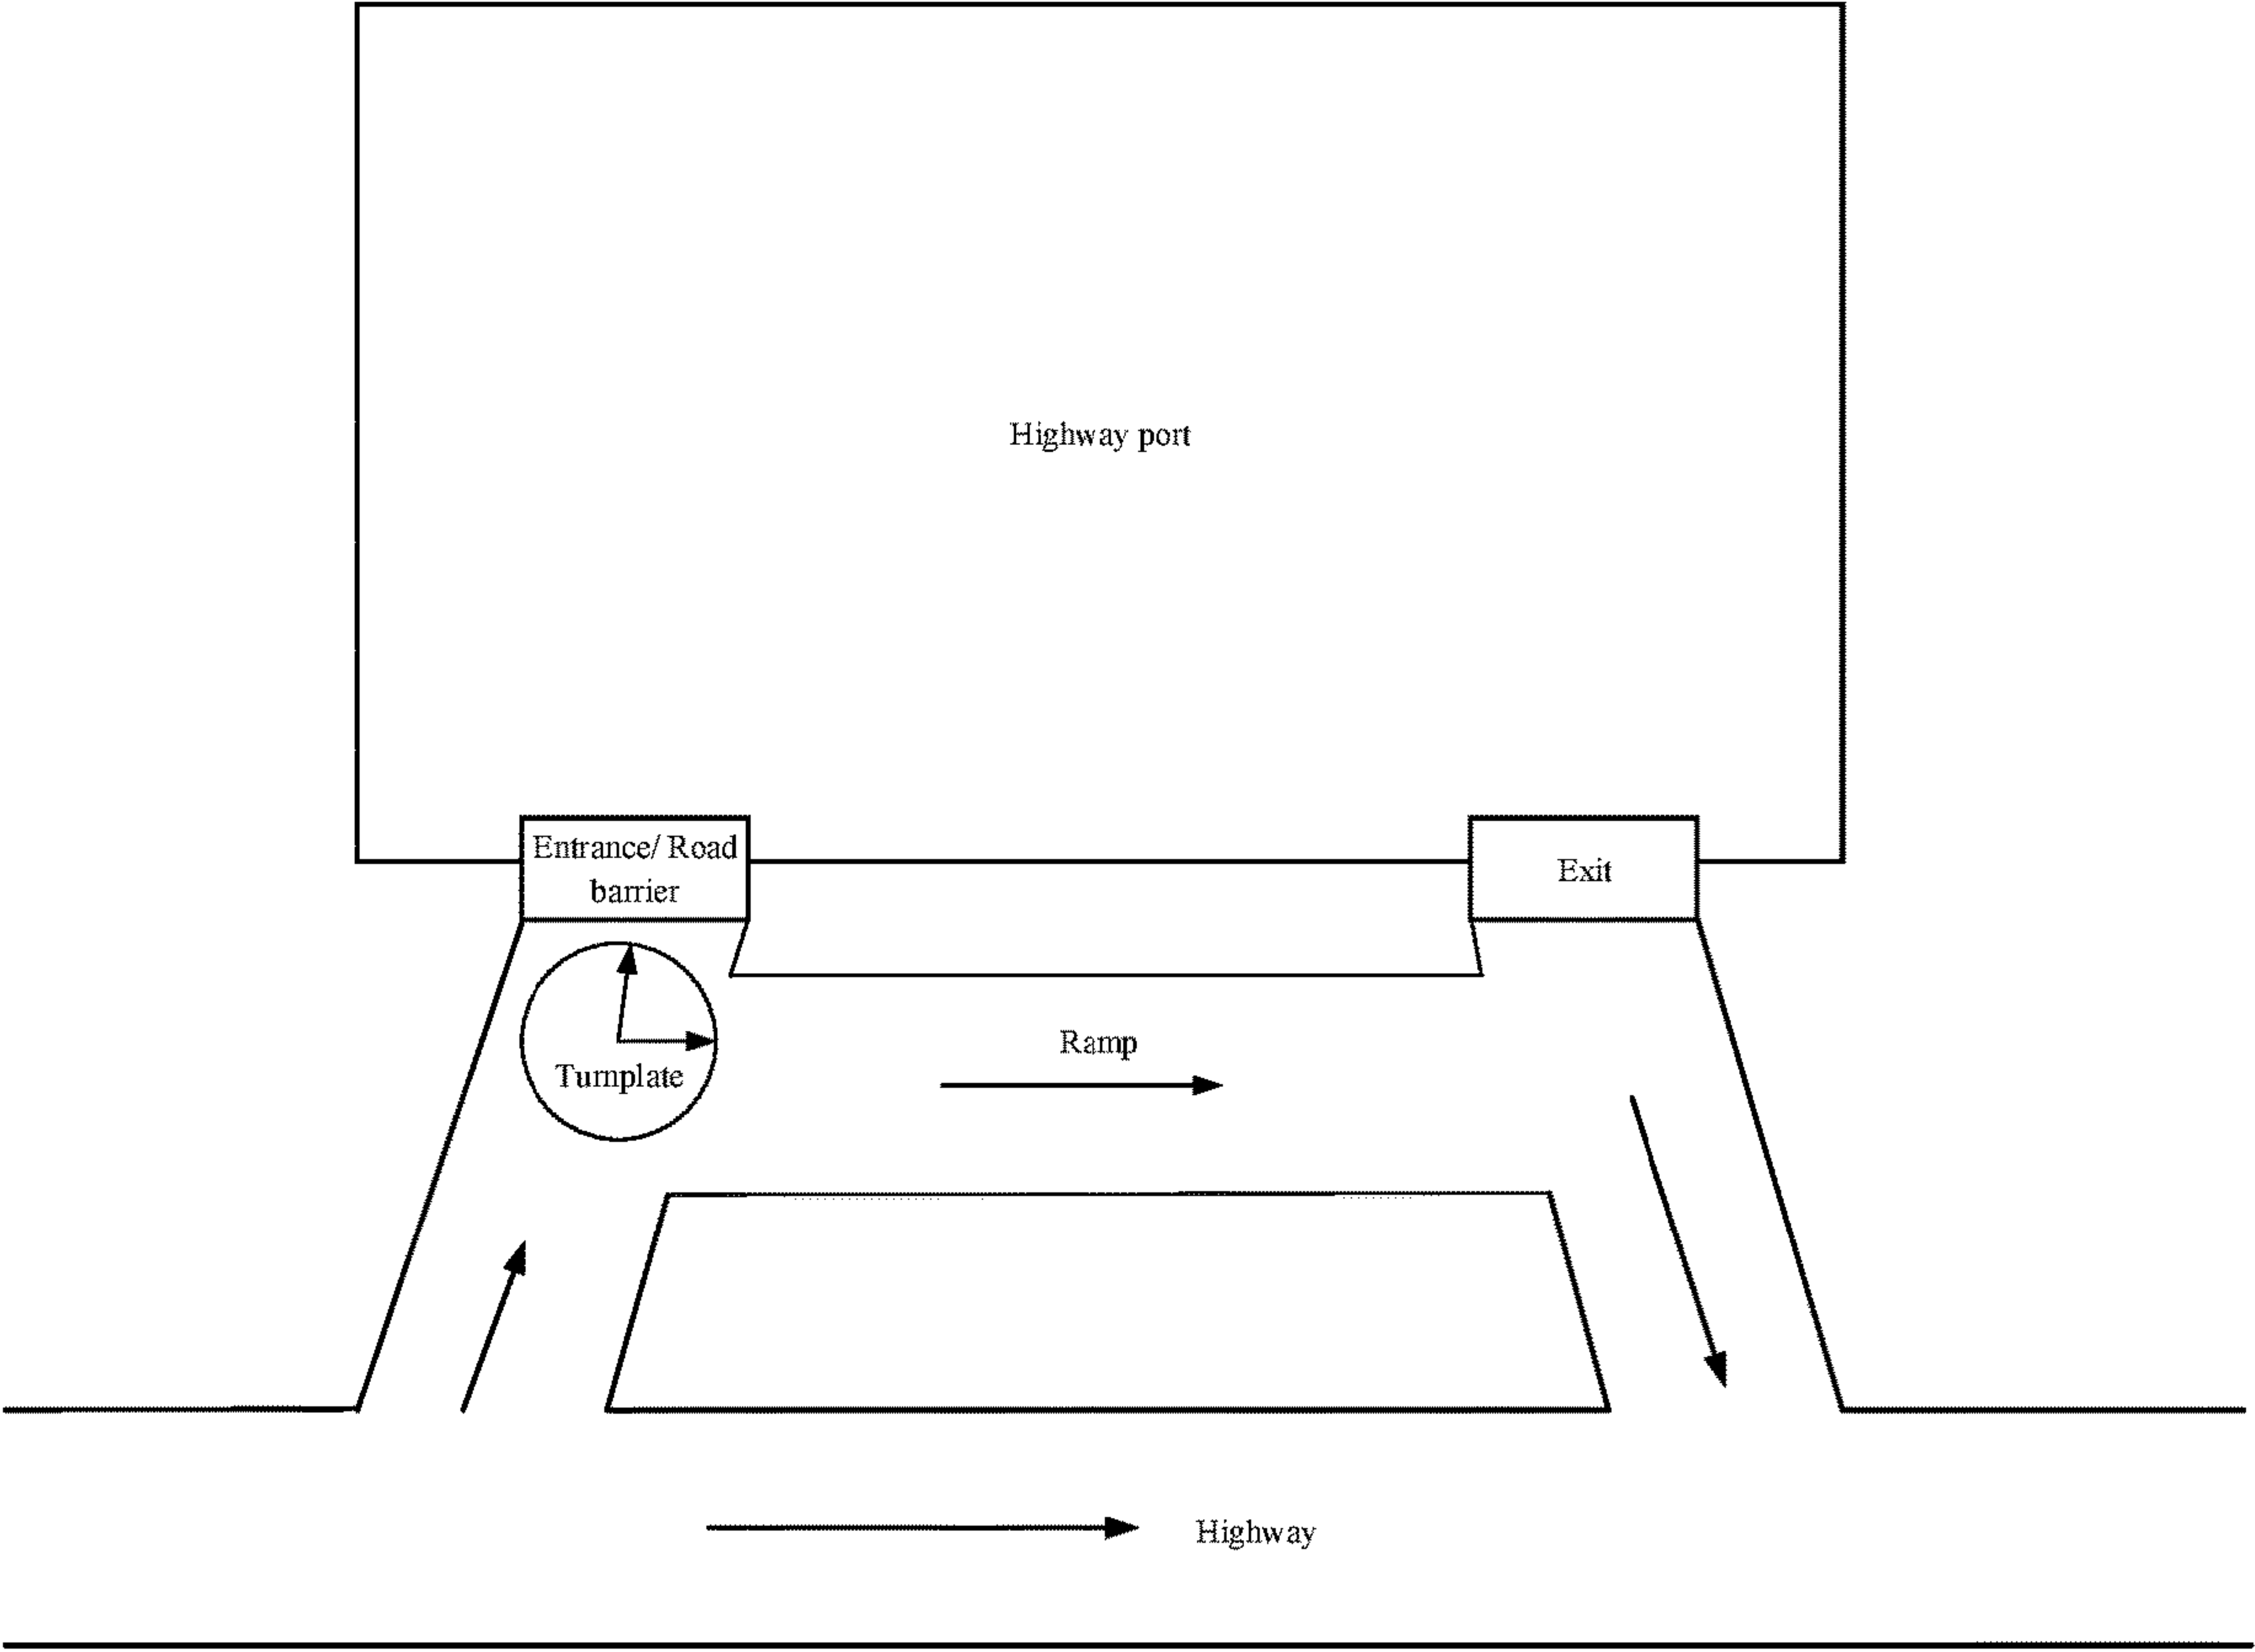 Highway port
Entrance/ Road
barrier
Exit
Turnplate
Ramp
Highway